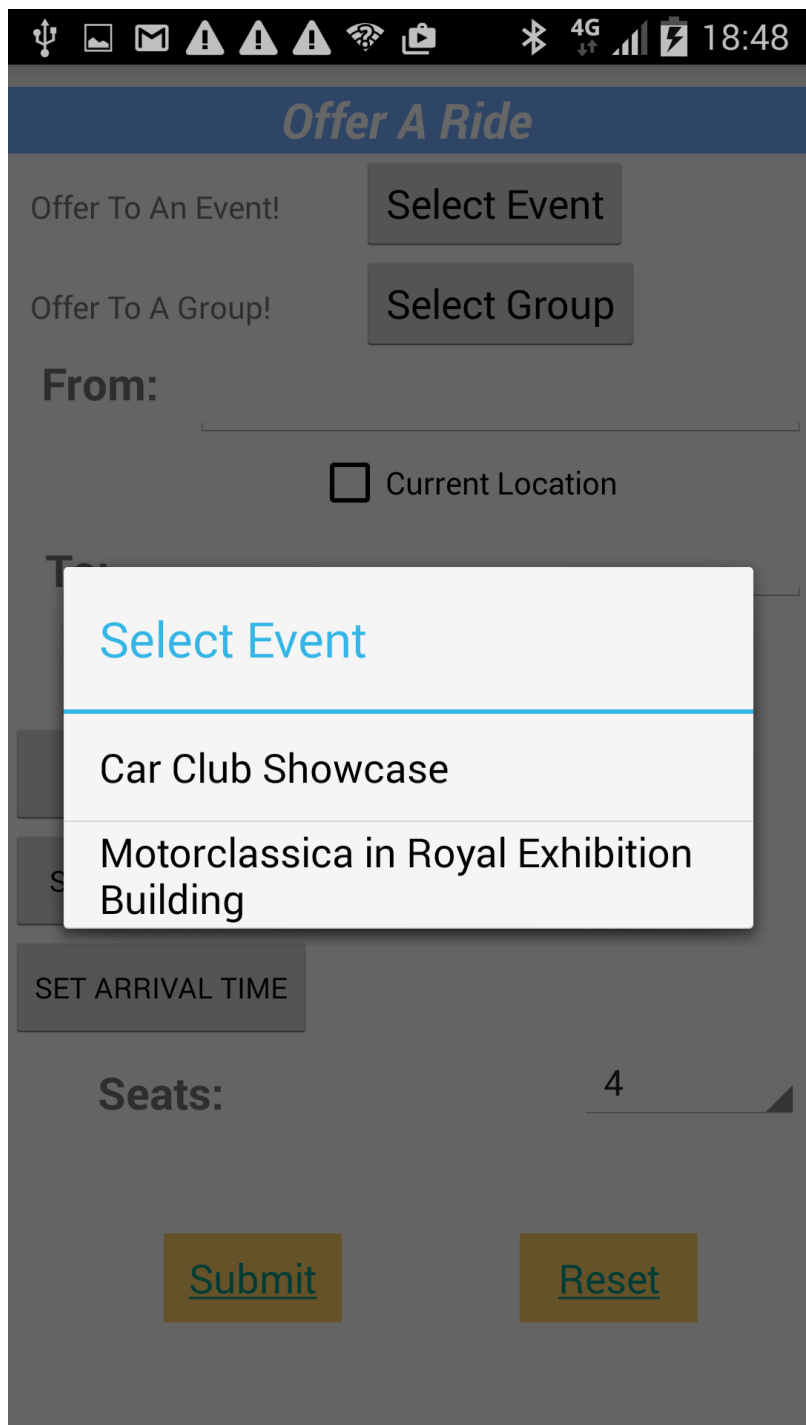 4G 18:48
Offer A Ride
Offer To An Event! Select Event
Offer To A Group! Select Group
From:
Current Location
Select Event
Car Club Showcase
Motorclassica in Royal Exhibition
Building
SET ARRIVAL TIME
Seats: 4
Submit Reset